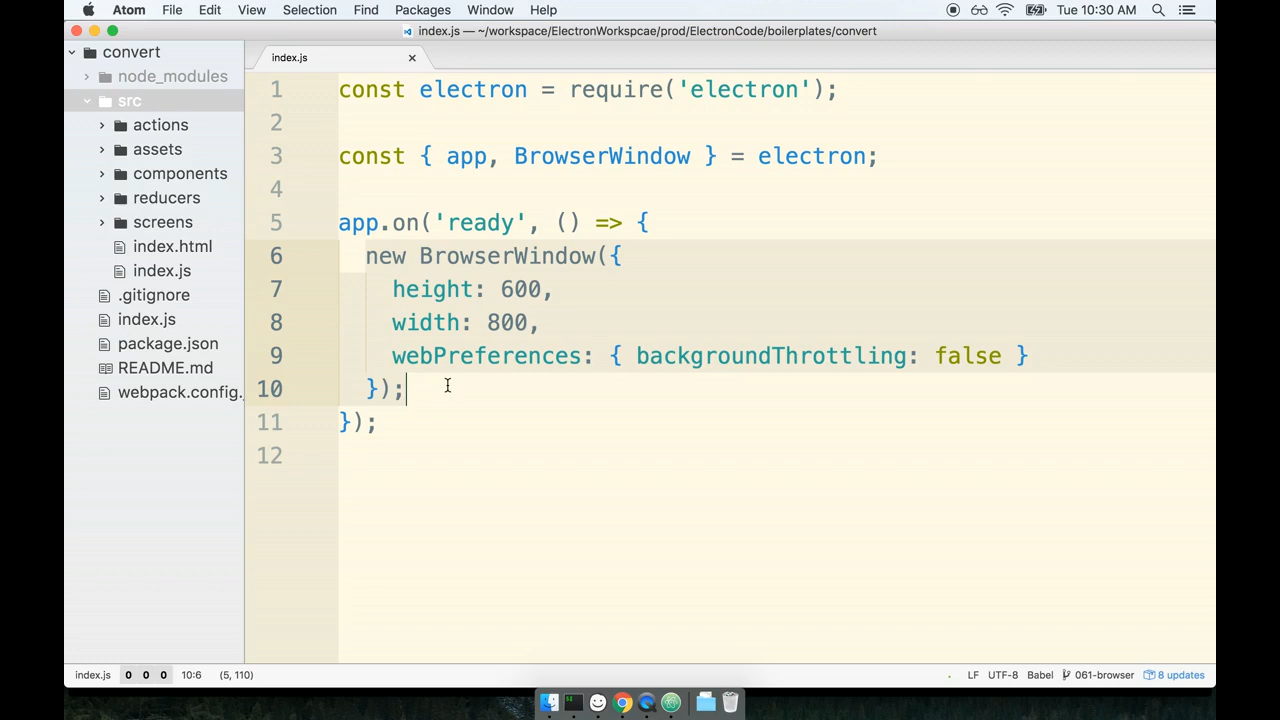 Atom File Edit View Selection Find Packages Window Help Tue 10:30 AM
index.js — ~/workspace/ElectronWorkspcae/prod/ElectronCode/boilerplates/convert
convert
node_modules
src
actions
assets
components
reducers
screens
index.html
index.js
.gitignore
index.js
package.json
README.md
webpack.config.
index.js
1 const electron = require('electron');
2
3 const { app, BrowserWindow } = electron;
4
5 app.on('ready', () => {
6 new BrowserWindow({
7 height: 600,
8 width: 800,
9 webPreferences: { backgroundThrottling: false }
10 });
11 });
12
index.js 0 0 0 10:6 (5, 110) LF UTF-8 Babel 061-browser 8 updates